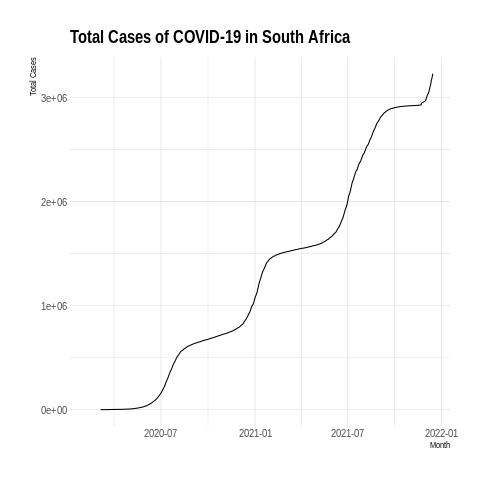 Total Cases of COVID-19 in South Africa
Total Cases
3e+06
2e+06
1e+06
0e+00
2020-07 2021-01 2021-07 2022-01
Month